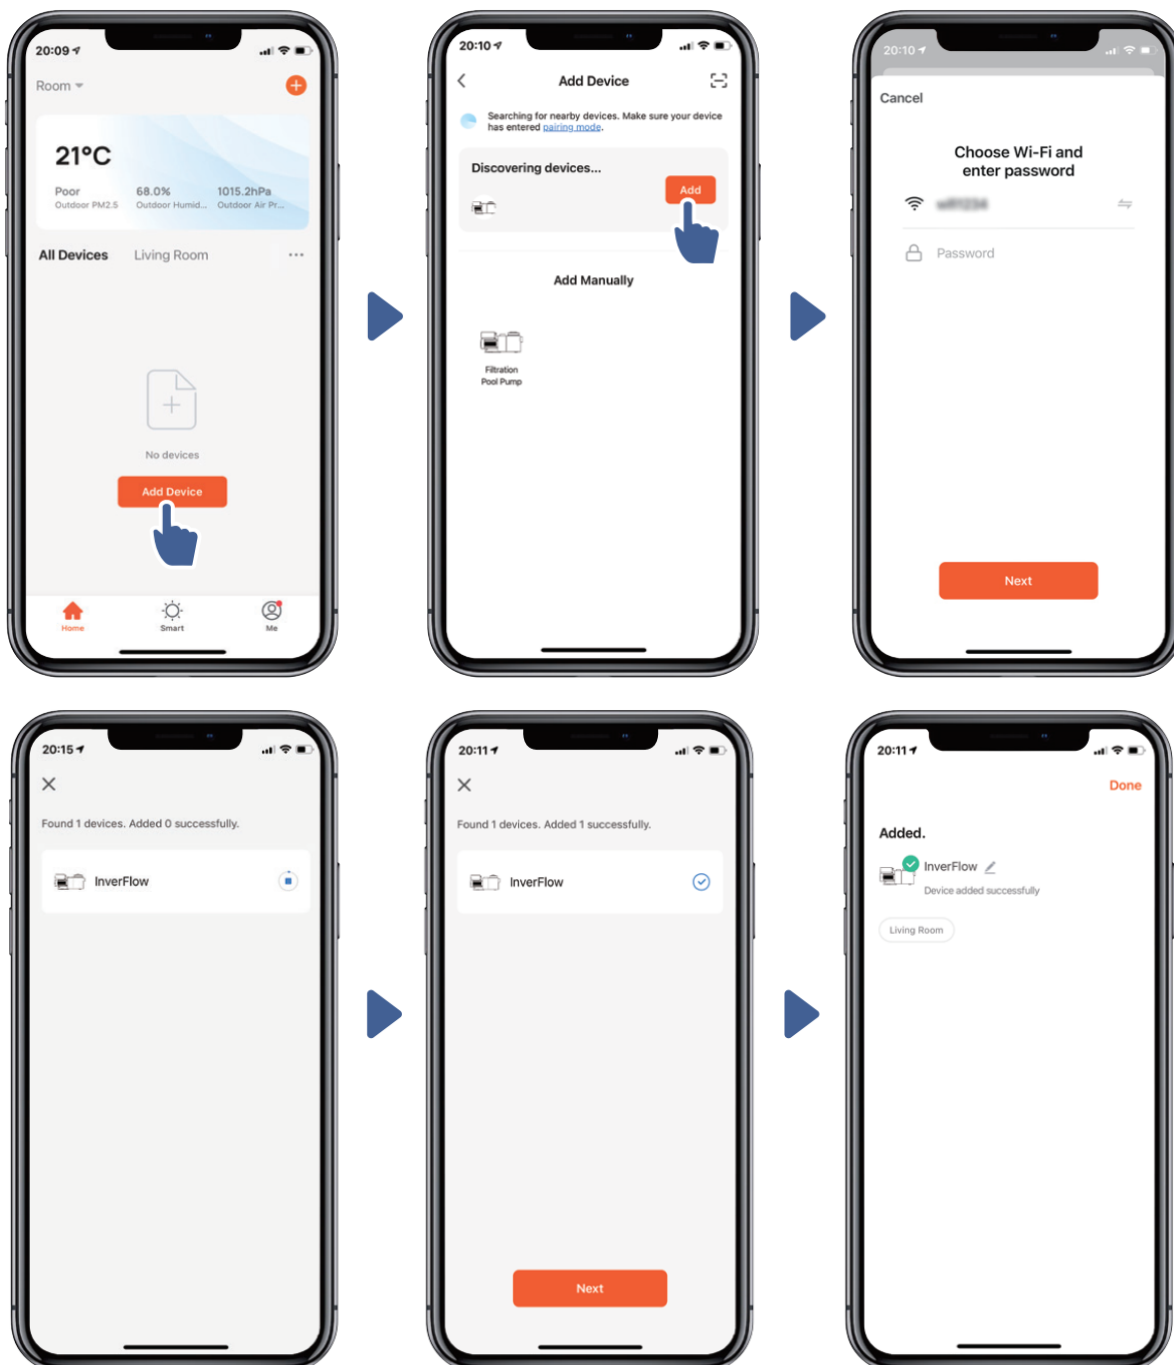 20:09
Room
21°C
Poor
Outdoor PM2.5
68.0%
Outdoor Humid...
1015.2hPa
Outdoor Air Pr...
All Devices
Living Room
No devices
Add Device
Home
Smart
Me
20:10
Add Device
Searching for nearby devices. Make sure your device
has entered pairing mode.
Discovering devices...
Add
Add Manually
Filtration
Pool Pump
20:10
Cancel
Choose Wi-Fi and
enter password
Password
Next
20:15
Found 1 devices. Added 0 successfully.
InverFlow
20:11
Found 1 devices. Added 1 successfully.
InverFlow
Next
20:11
Done
Added.
InverFlow
Device added successfully
Living Room